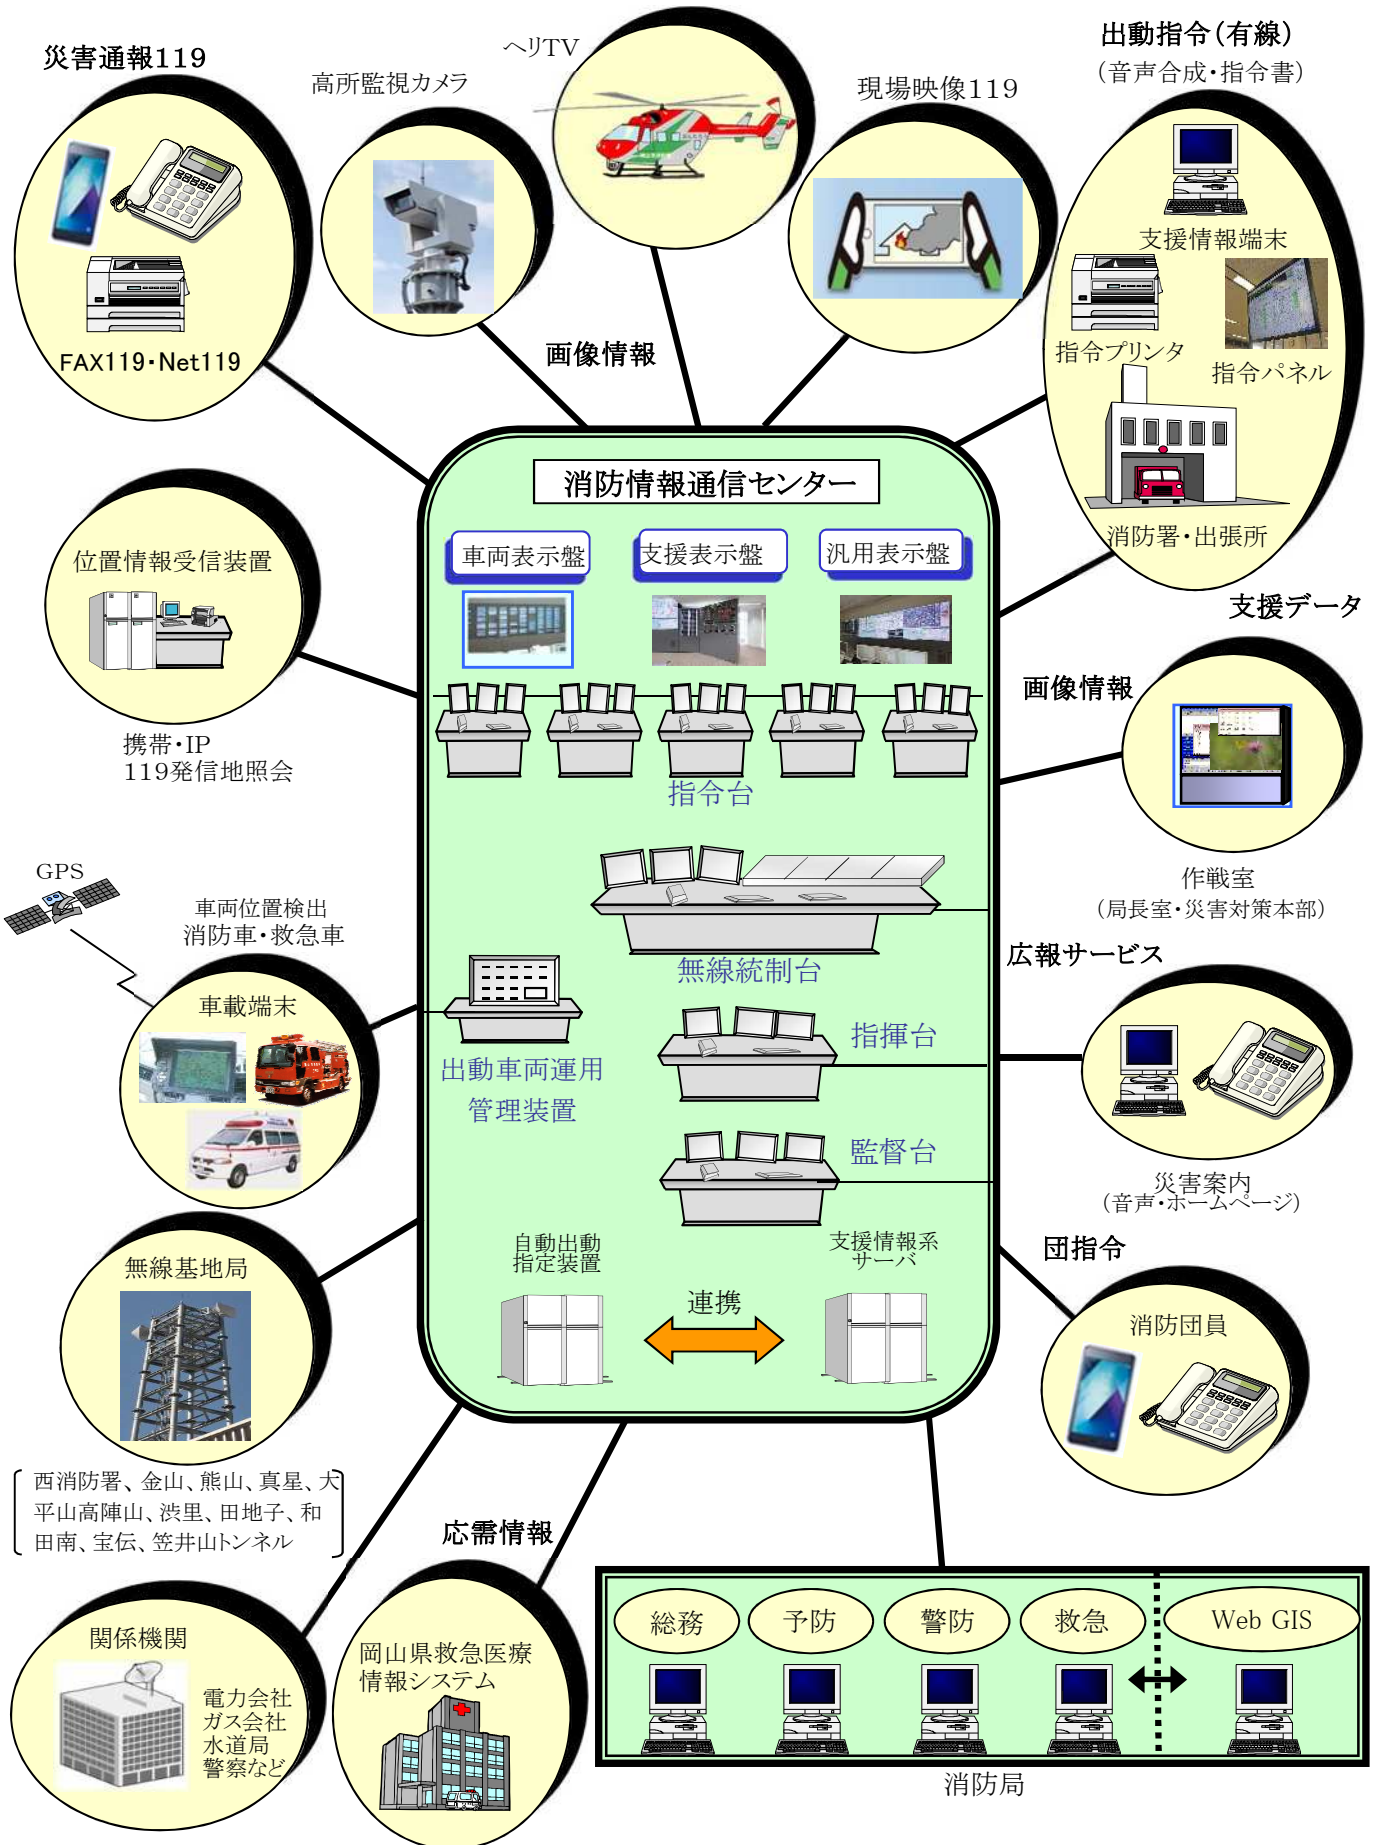 災害通報119
FAX119・Net119
高所監視カメラ
ヘリTV
現場映像119
画像情報
出動指令(有線)
(音声合成・指令書)
支援情報端末
指令プリンタ
指令パネル
消防署・出張所
支援データ
位置情報受信装置
携帯・IP
119発信地照会
消防情報通信センター
車両表示盤
支援表示盤
汎用表示盤
指令台
無線統制台
指揮台
出動車両運用
管理装置
監督台
自動出動
指定装置
支援情報系
サーバ
連携
画像情報
作戦室
(局長室・災害対策本部)
広報サービス
災害案内
(音声・ホームページ)
団指令
消防団員
GPS
車両位置検出
消防車・救急車
車載端末
無線基地局
西消防署、金山、熊山、真星、大
平山高陣山、渋里、田地子、和
田南、宝伝、笠井山トンネル
関係機関
電力会社
ガス会社
水道局
警察など
応需情報
岡山県救急医療
情報システム
総務
予防
警防
救急
Web GIS
消防局